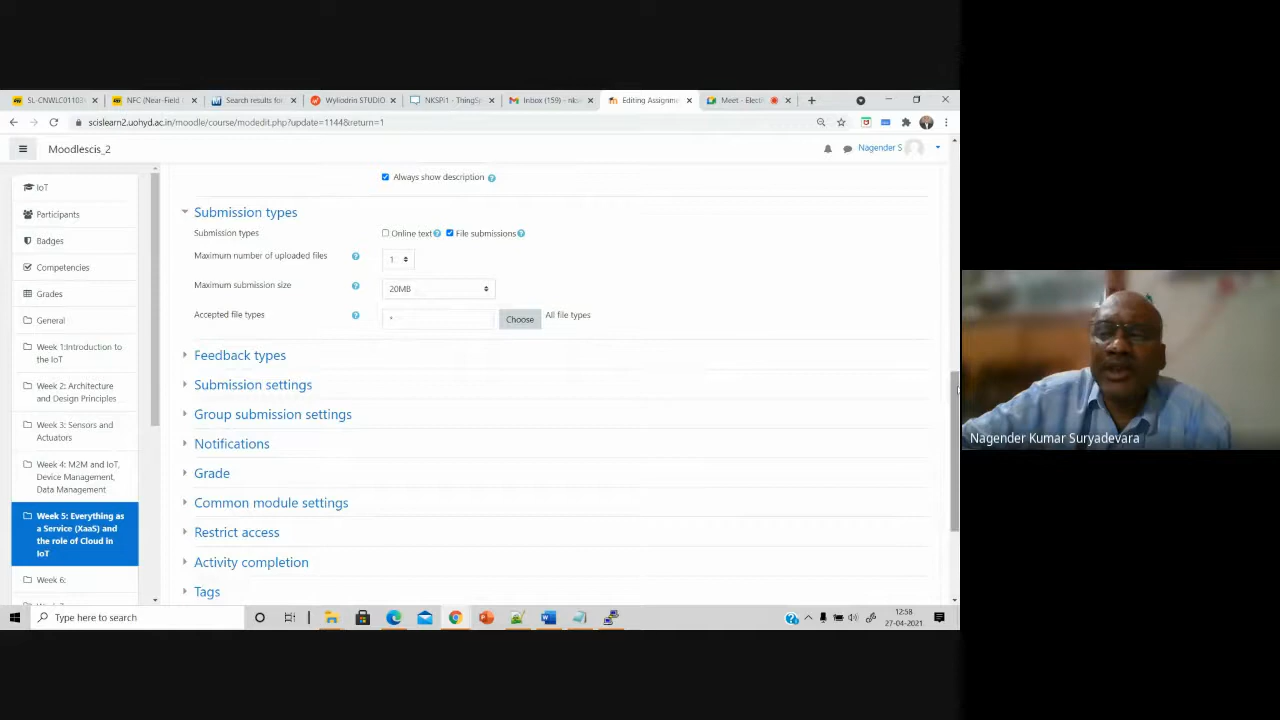 SL-CNWLC01103
NFC (Near-Field
Search results for
Wyliodrin STUDIO
NKSPi1 - ThingSp
Inbox (159) - nks
Editing Assignme
Meet - Elect
scislearn2.uohyd.ac.in/moodle/course/modedit.php?update=1144&return=1
Moodlescis_2
Nagender S
IoT
Participants
Badges
Competencies
Grades
General
Week 1:Introduction to
the IoT
Week 2: Architecture
and Design Principles
Week 3: Sensors and
Actuators
Week 4: M2M and IoT,
Device Management,
Data Management
Week 5: Everything as
a Service (XaaS) and
the role of Cloud in
IoT
Week 6:
Always show description
Submission types
Submission types
Online text
File submissions
Maximum number of uploaded files
1
Maximum submission size
20MB
Accepted file types
*
Choose
All file types
Feedback types
Submission settings
Group submission settings
Notifications
Grade
Common module settings
Restrict access
Activity completion
Tags
Nagender Kumar Suryadevara
Type here to search
12:58
27-04-2021